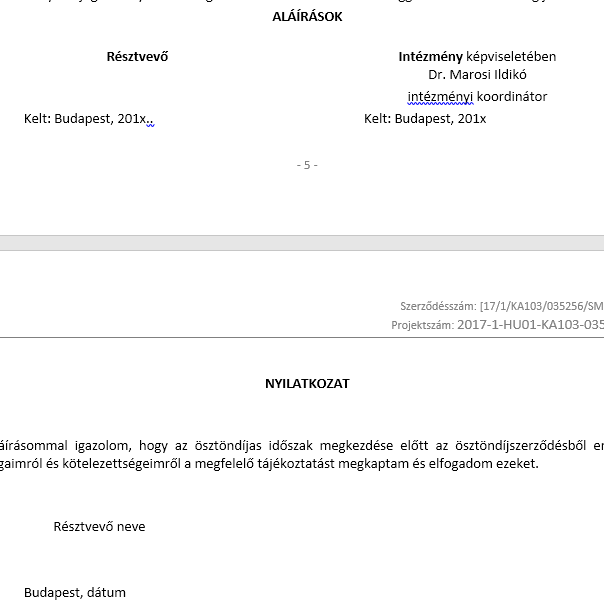 ALÁÍRÁSOK
Résztvevő
Intézmény képviseletében
Dr. Marosi Ildikó
intézményi koordinátor
Kelt: Budapest, 201x..
Kelt: Budapest, 201x
- 5 -
Szerződésszám: [17/1/KA103/035256/SM
Projektszám: 2017-1-HU01-KA103-035
NYILATKOZAT
áírásommal igazolom, hogy az ösztöndíjas időszak megkezdése előtt az ösztöndíjszerződésből er
gaimról és kötelezettségeimről a megfelelő tájékoztatást megkaptam és elfogadom ezeket.
Résztvevő neve
Budapest, dátum